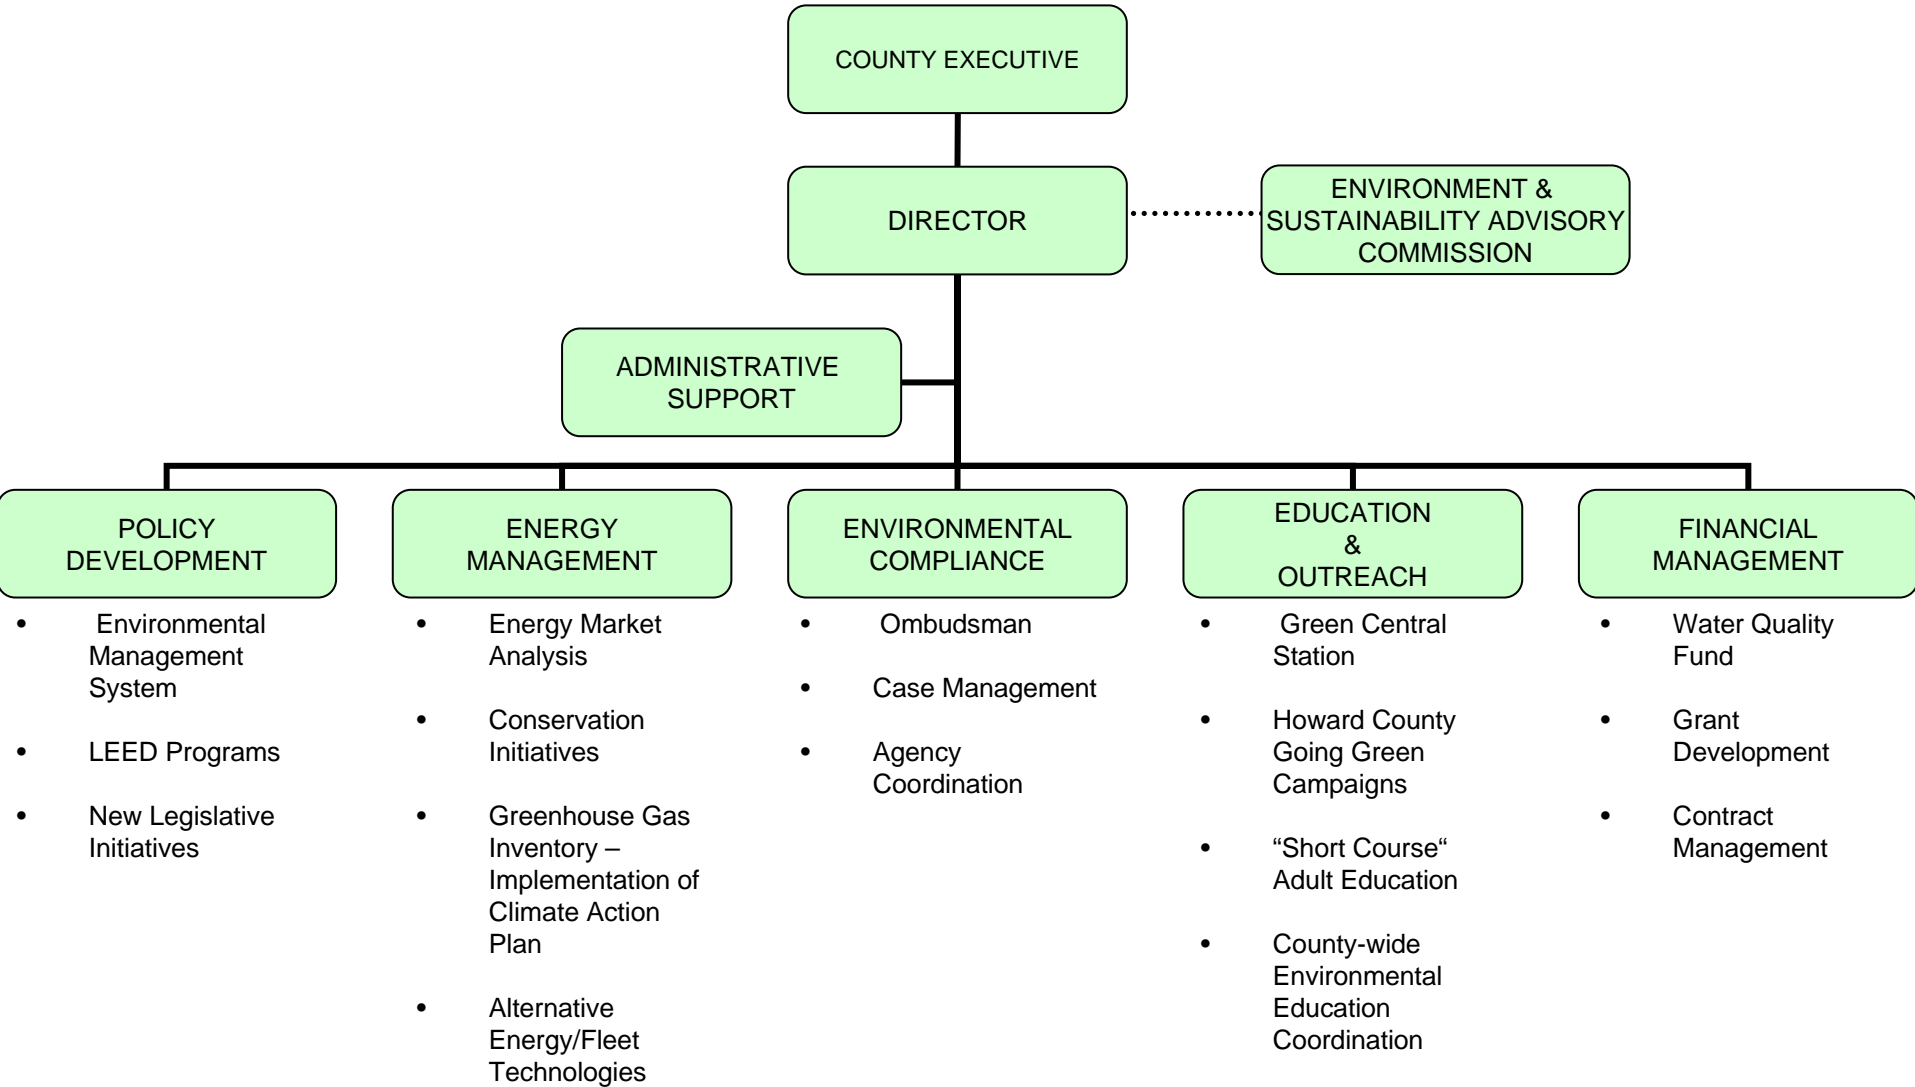 COUNTY EXECUTIVE
DIRECTOR
ENVIRONMENT &
SUSTAINABILITY ADVISORY
COMMISSION
ADMINISTRATIVE
SUPPORT
POLICY
DEVELOPMENT
• Environmental
Management
System
• LEED Programs
• New Legislative
Initiatives
ENERGY
MANAGEMENT
• Energy Market
Analysis
• Conservation
Initiatives
• Greenhouse Gas
Inventory –
Implementation of
Climate Action
Plan
• Alternative
Energy/Fleet
Technologies
ENVIRONMENTAL
COMPLIANCE
• Ombudsman
• Case Management
• Agency
Coordination
EDUCATION
&
OUTREACH
• Green Central
Station
• Howard County
Going Green
Campaigns
• “Short Course“
Adult Education
• County-wide
Environmental
Education
Coordination
FINANCIAL
MANAGEMENT
• Water Quality
Fund
• Grant
Development
• Contract
Management